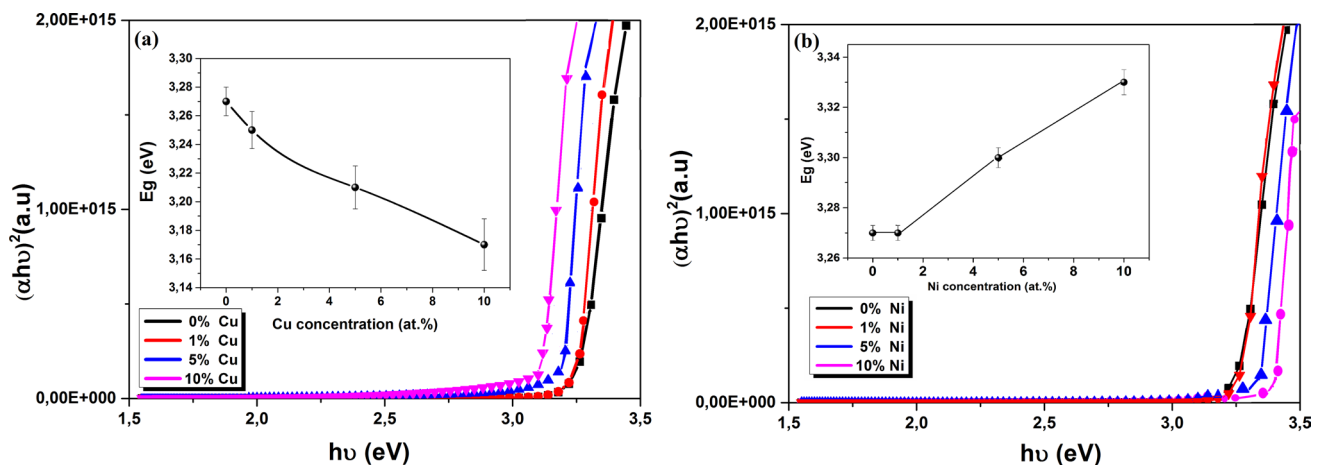 2,00E+015
1,00E+015
0,00E+000
(αhυ)²(a.u)
(a)
3,30
3,28
3,26
3,24
3,22
3,20
3,18
3,16
3,14
Eg (eV)
0 2 4 6 8 10
Cu concentration (at.%)
0% Cu
1% Cu
5% Cu
10% Cu
1,5 2,0 2,5 3,0 3,5
hυ (eV)
2,00E+015
1,00E+015
0,00E+000
(αhυ)²(a.u)
(b)
3,34
3,32
3,30
3,28
3,26
Eg (eV)
0 2 4 6 8 10
Ni concentration (at.%)
0% Ni
1% Ni
5% Ni
10% Ni
1,5 2,0 2,5 3,0 3,5
hυ (eV)